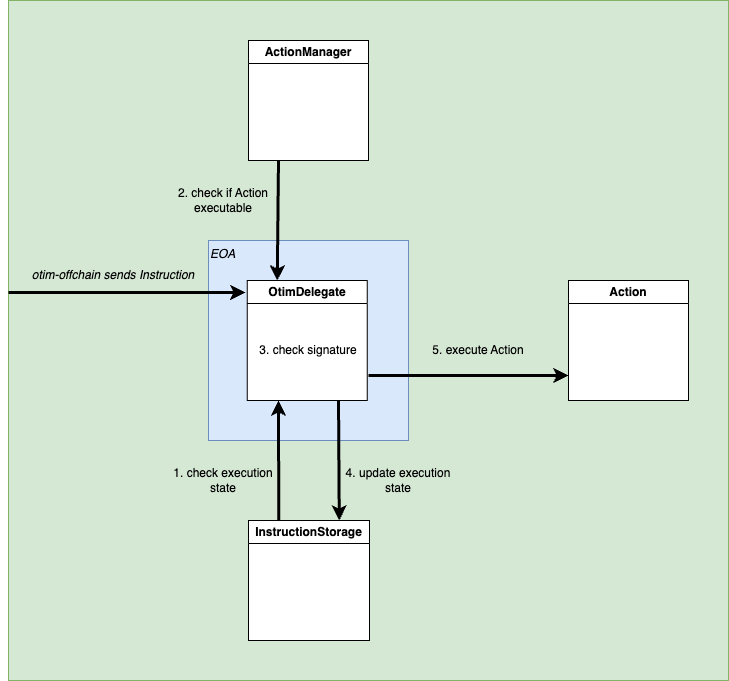 ActionManager
2. check if Action
executable
EOA
otim-offchain sends Instruction
OtimDelegate
Action
3. check signature
5. execute Action
1. check execution
state
4. update execution
state
InstructionStorage